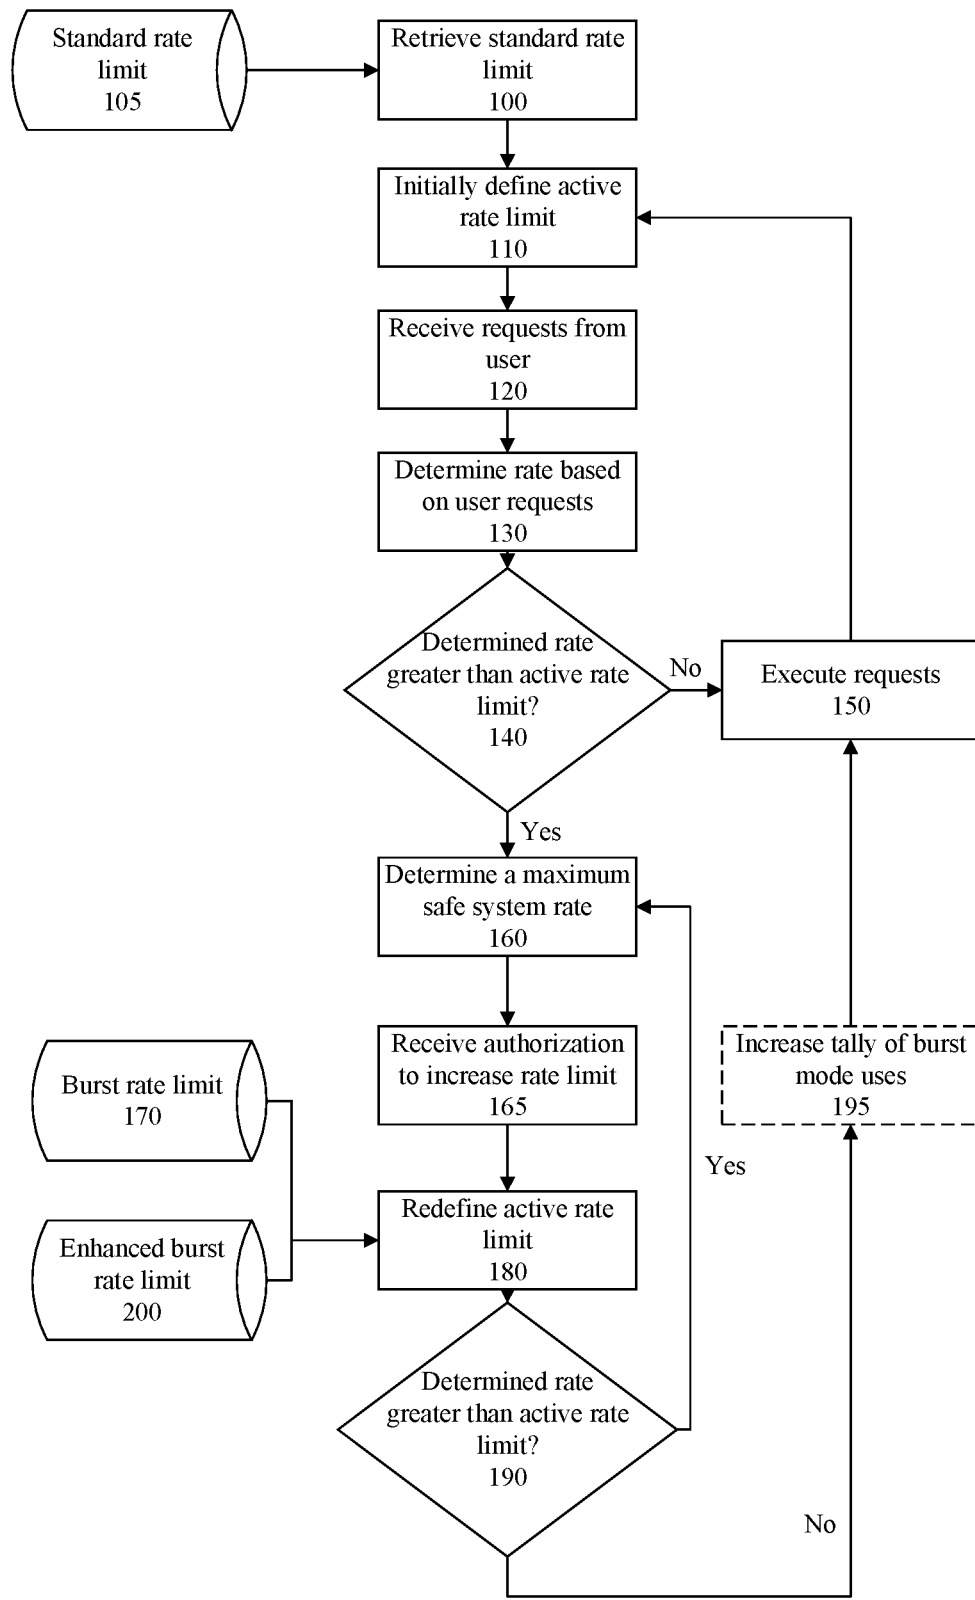 Standard rate
limit
105
Retrieve standard rate
limit
100
Initially define active
rate limit
110
Receive requests from
user
120
Determine rate based
on user requests
130
Determined rate
greater than active rate
limit?
140
No
Execute requests
150
Yes
Determine a maximum
safe system rate
160
Receive authorization
to increase rate limit
165
Increase tally of burst
mode uses
195
Burst rate limit
170
Yes
Redefine active rate
limit
180
Enhanced burst
rate limit
200
Determined rate
greater than active rate
limit?
190
No